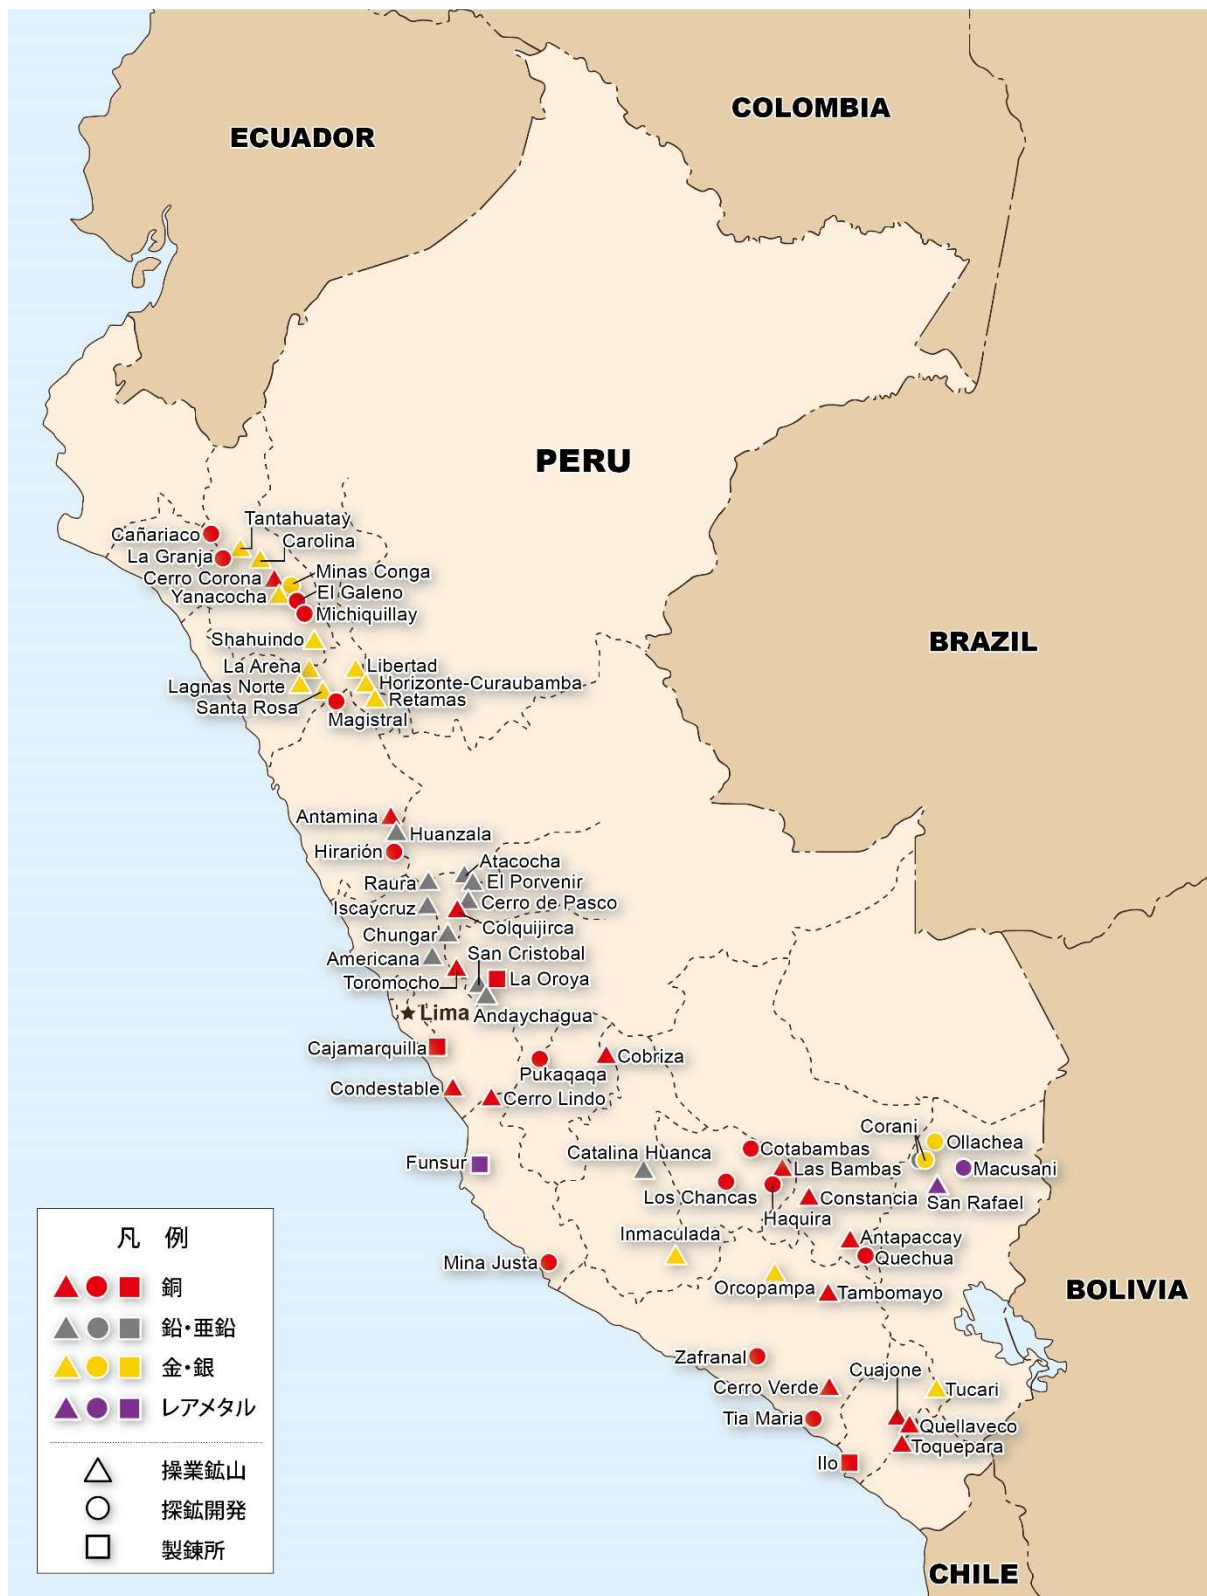 COLOMBIA
ECUADOR
PERU
BRAZIL
BOLIVIA
CHILE
Tantahuatay
Cañariaco
Carolina
La Granja
Minas Conga
Cerro Corona
El Galeno
Yanacocha
Michiquillay
Shahuindo
La Arena
Libertad
Lagnas Norte
Horizonte-Curaubamba
Santa Rosa
Retamas
Magistral
Antamina
Huanzala
Hirarión
Atacocha
Raura
El Porvenir
Iscaycruz
Cerro de Pasco
Colquijirca
Chungar
San Cristobal
Americana
Toromocho
La Oroya
Lima
Andaychagua
Cajamarquilla
Cobriza
Pukaqaqa
Condestable
Cerro Lindo
Corani
Ollachea
Cotabambas
Catalina Huanca
Funsur
Las Bambas
Macusani
Los Chancas
Constancia
San Rafael
Haquira
Inmaculada
Antapaccay
Mina Justa
Quechua
Orcopampa
Tambomayo
Zafranal
Cuajone
Cerro Verde
Tucari
Tia Maria
Quellaveco
Toquepara
Ilo
凡 例
銅
鉛・亜鉛
金・銀
レアメタル
操業鉱山
探鉱開発
製錬所